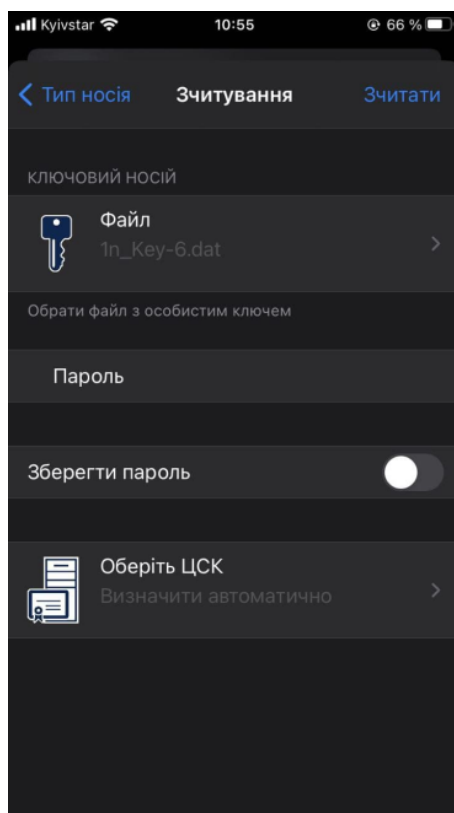 Kyivstar 10:55 66 %
Тип носія Зчитування Зчитати
КЛЮЧОВИЙ НОСІЙ
Файл
1n_Key-6.dat
Обрати файл з особистим ключем
Пароль
Зберегти пароль
Оберіть ЦСК
Визначити автоматично